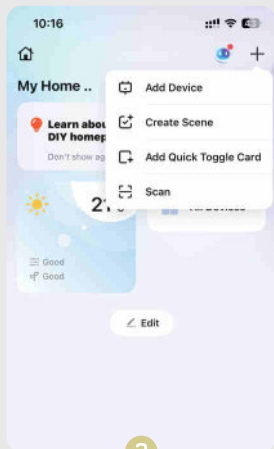 10:16
My Home ..
Add Device
Create Scene
Add Quick Toggle Card
Scan
Learn abou
DIY homep
Don't show ag
Good
Good
Edit